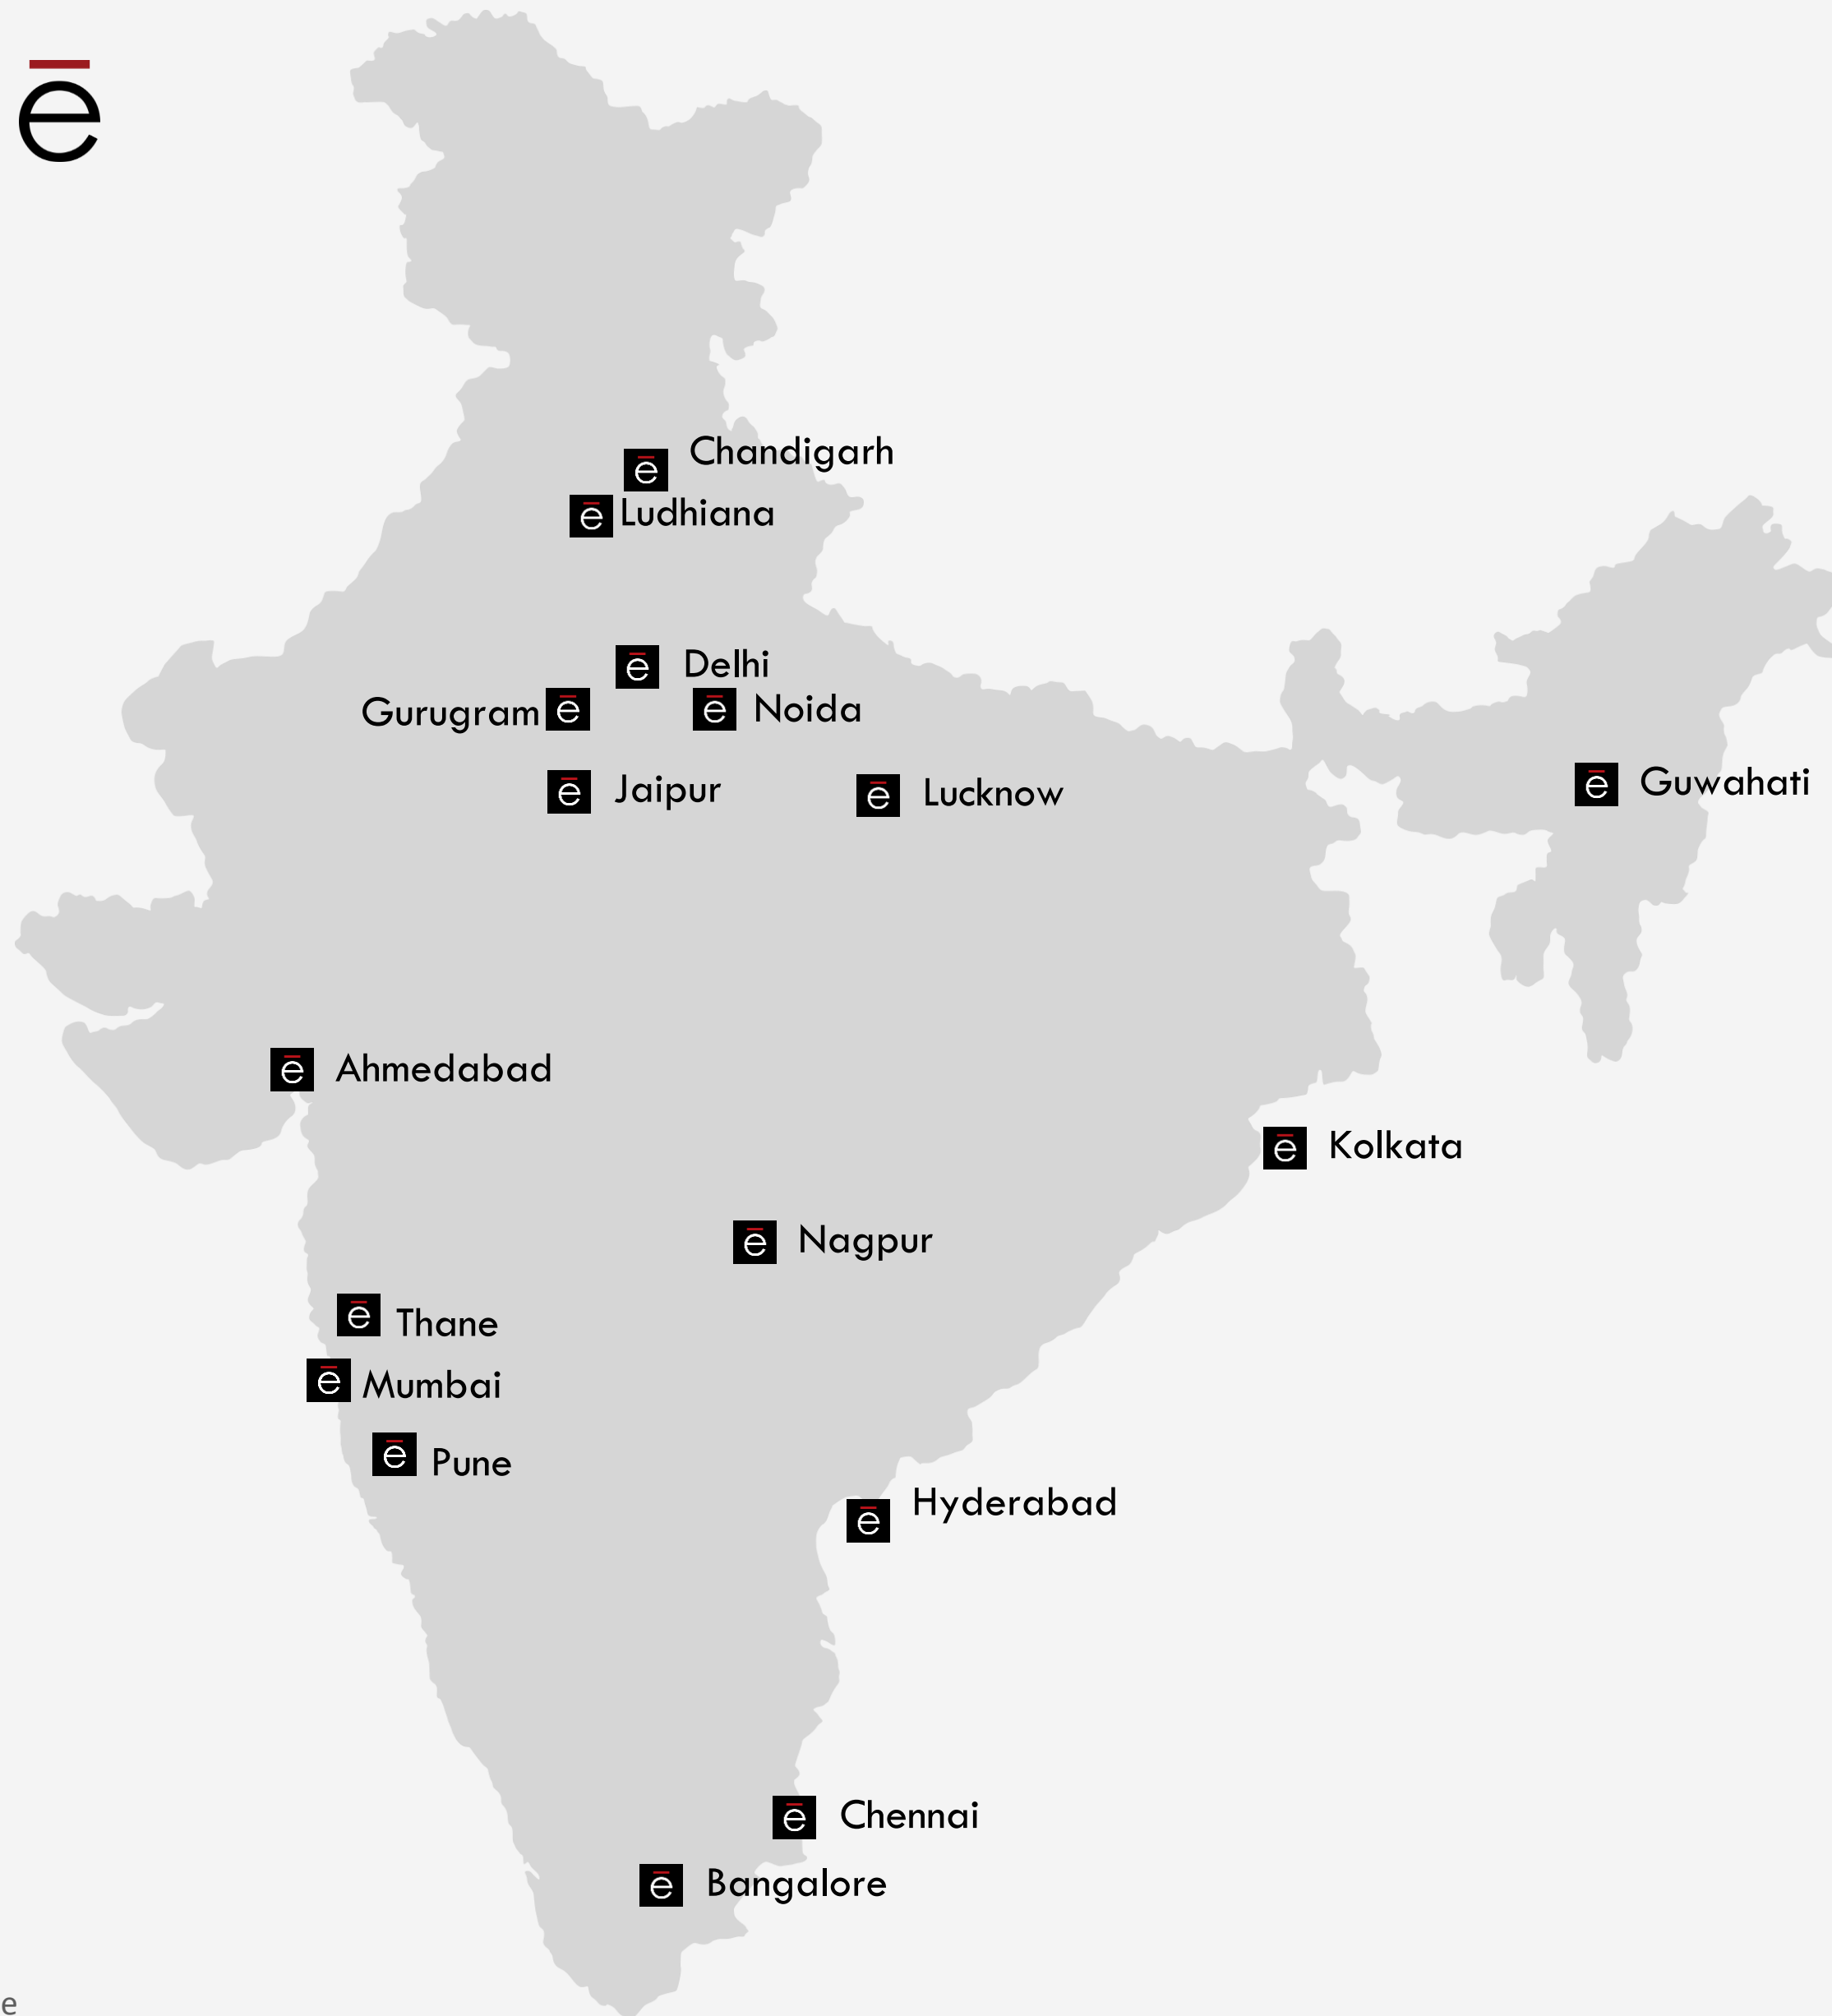 ē
Chandigarh
ē
ē Ludhiana
ē Delhi
Gurugram ē
ē Noida
ē Jaipur
ē Lucknow
ē Guwahati
ē Ahmedabad
ē Kolkata
ē Nagpur
ē Thane
ē Mumbai
ē Pune
ē Hyderabad
ē Chennai
ē Bangalore
e